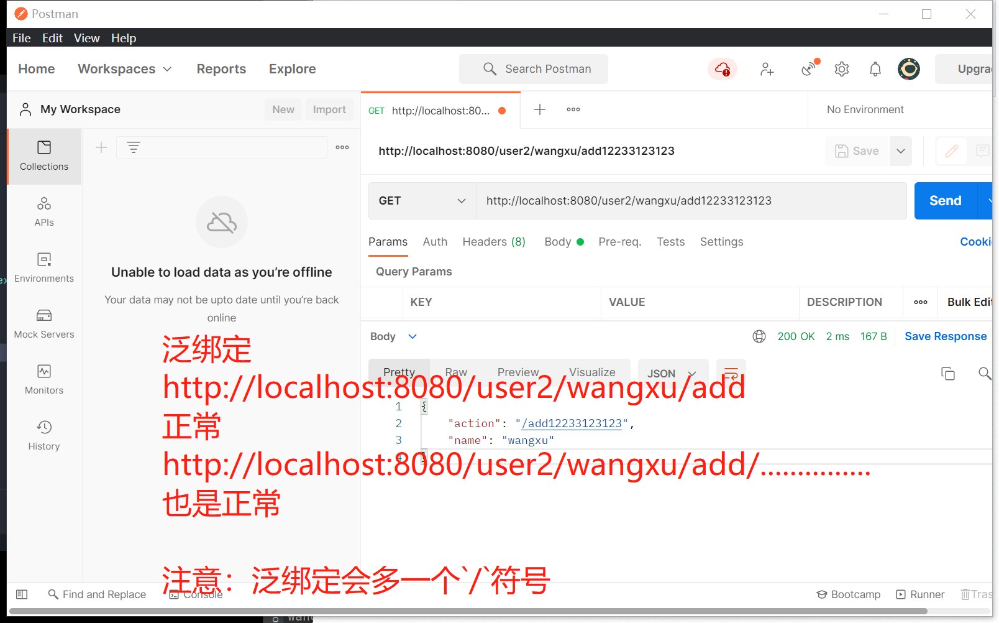 Postman
File Edit View Help
Home Workspaces Reports Explore Search Postman Upgra
My Workspace New Import GET http://localhost:80... No Environment
http://localhost:8080/user2/wangxu/add12233123123 Save
Collections
GET http://localhost:8080/user2/wangxu/add12233123123 Send
APIs
Params Auth Headers (8) Body Pre-req. Tests Settings Cooki
Unable to load data as you’re offline
Query Params
Environments
Your data may not be upto date until you’re back
online
KEY VALUE DESCRIPTION Bulk Edit
Mock Servers
Body 200 OK 2 ms 167 B Save Response
泛绑定
Pretty Raw Preview Visualize JSON
http://localhost:8080/user2/wangxu/add
Monitors
1 {
正常
2 "action": "/add12233123123",
3 "name": "wangxu"
History
4 }
http://localhost:8080/user2/wangxu/add/...............
也是正常
注意：泛绑定会多一个`/`符号
Find and Replace Console Bootcamp Runner Tras